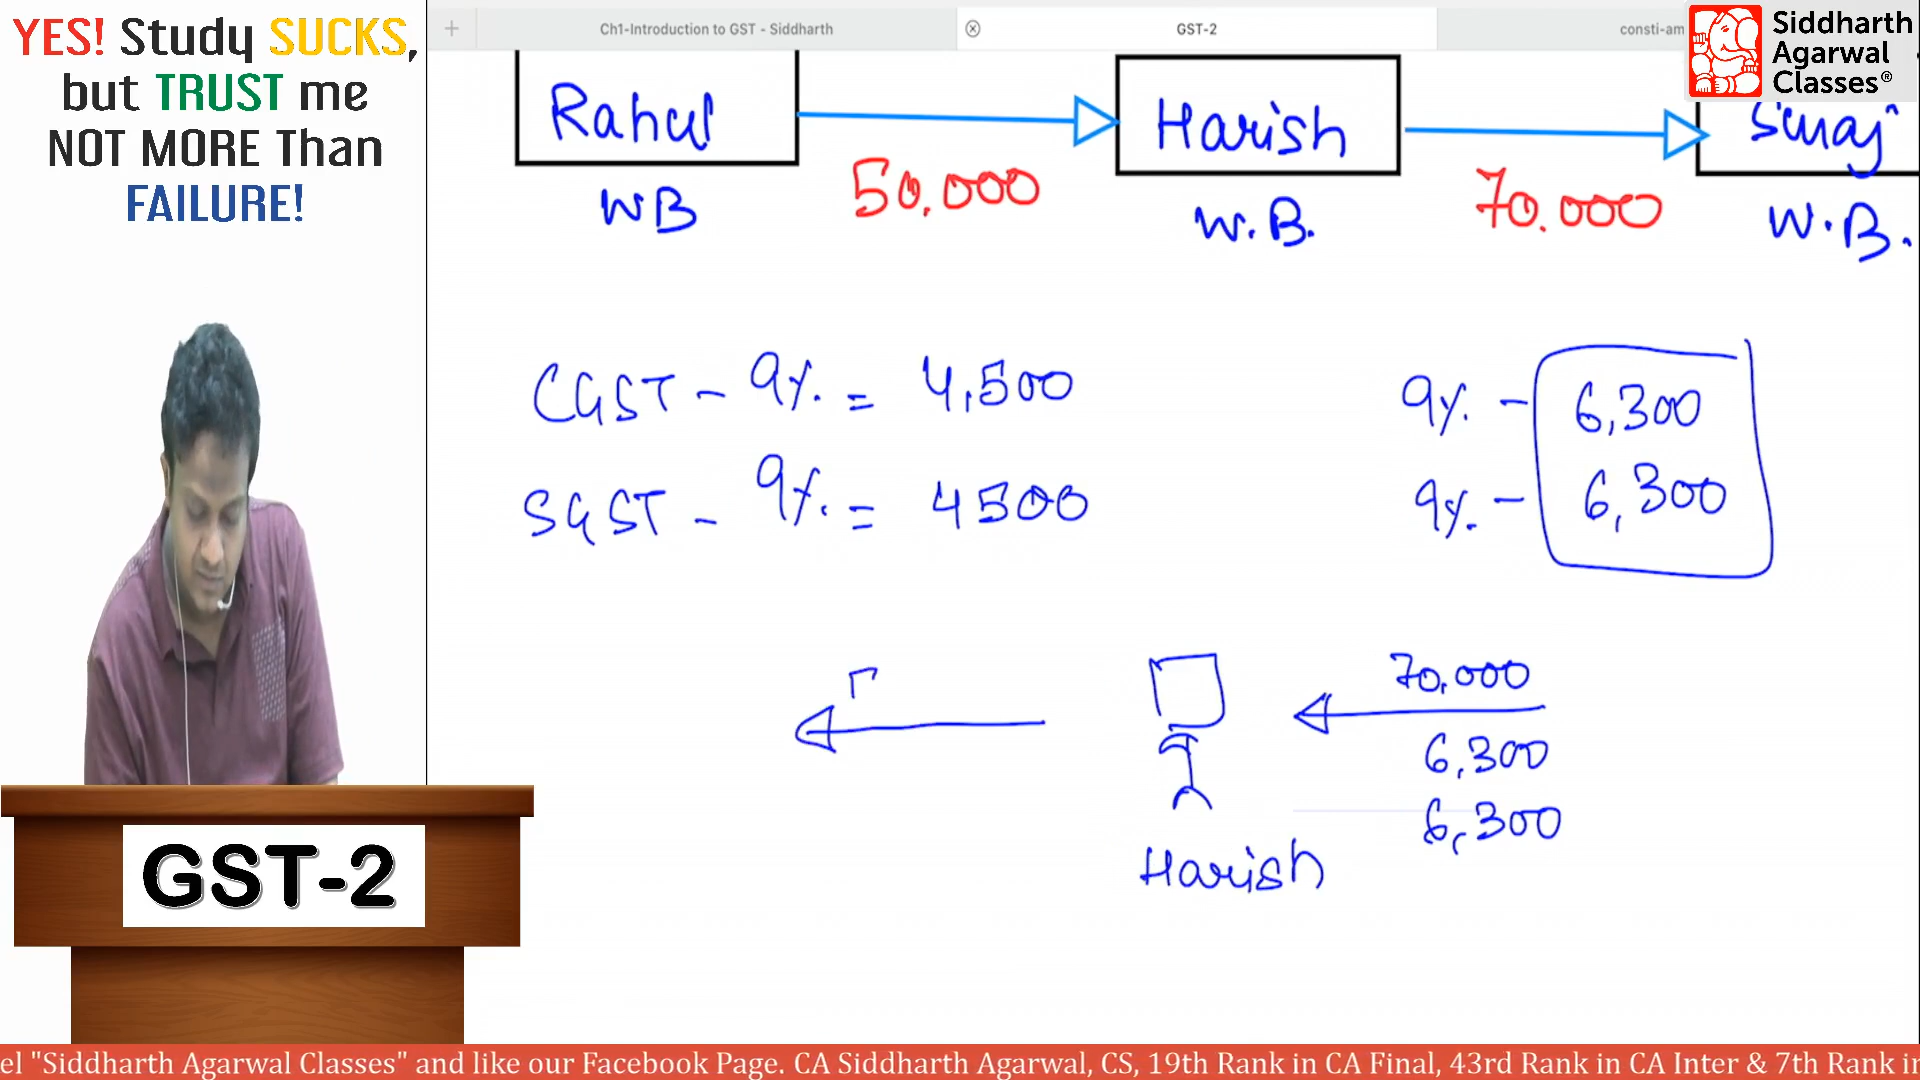 YES! Study SUCKS,
but TRUST me
NOT MORE Than
FAILURE!
Ch1-Introduction to GST - Siddharth
GST-2
consti-am
Siddharth
Agarwal
Classes®
Rahul
Harish
Suraj
50,000
70,000
WB
W.B.
W.B.
CGST - 9% = 4,500
9% - 6,300
SGST - 9% = 4500
9% - 6,300
70,000
6,300
6,300
Harish
GST-2
el "Siddharth Agarwal Classes" and like our Facebook Page. CA Siddharth Agarwal, CS, 19th Rank in CA Final, 43rd Rank in CA Inter & 7th Rank in